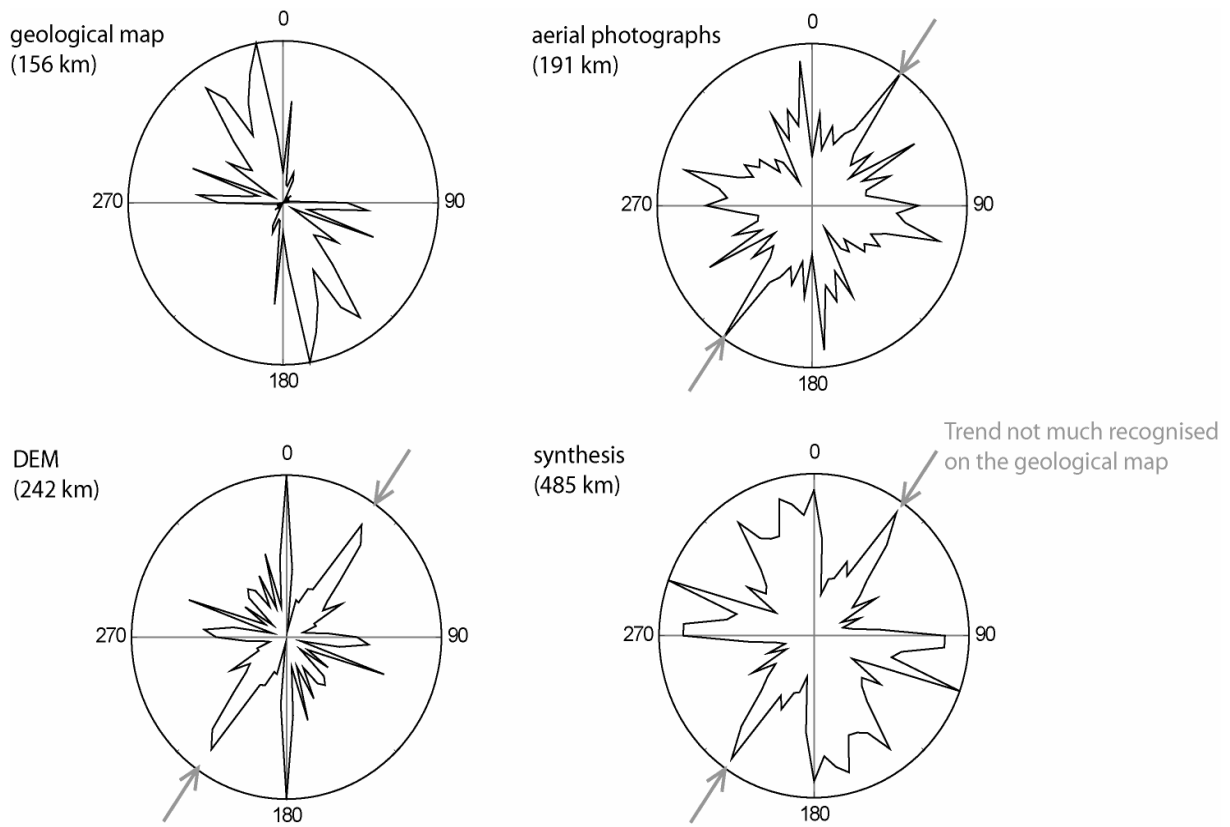 geological map
(156 km)
0
270
90
180
aerial photographs
(191 km)
0
270
90
180
DEM
(242 km)
0
270
90
180
synthesis
(485 km)
0
270
90
180
Trend not much recognised
on the geological map